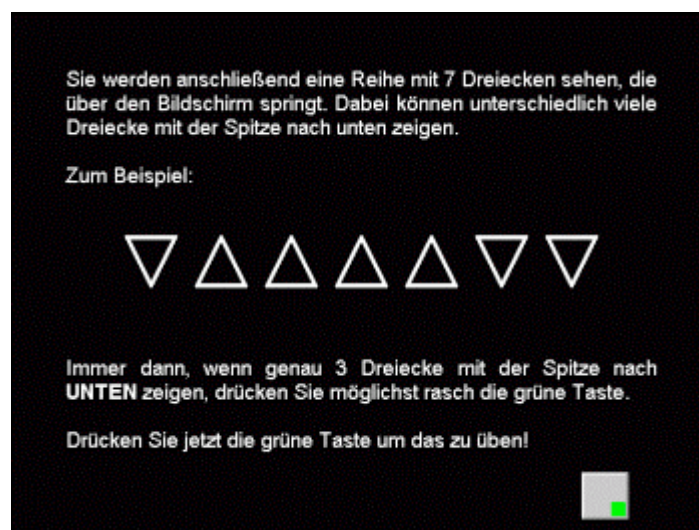 Sie werden anschließend eine Reihe mit 7 Dreiecken sehen, die
über den Bildschirm springt. Dabei können unterschiedlich viele
Dreiecke mit der Spitze nach unten zeigen.
Zum Beispiel:
Immer dann, wenn genau 3 Dreiecke mit der Spitze nach
UNTEN zeigen, drücken Sie möglichst rasch die grüne Taste.
Drücken Sie jetzt die grüne Taste um das zu üben!